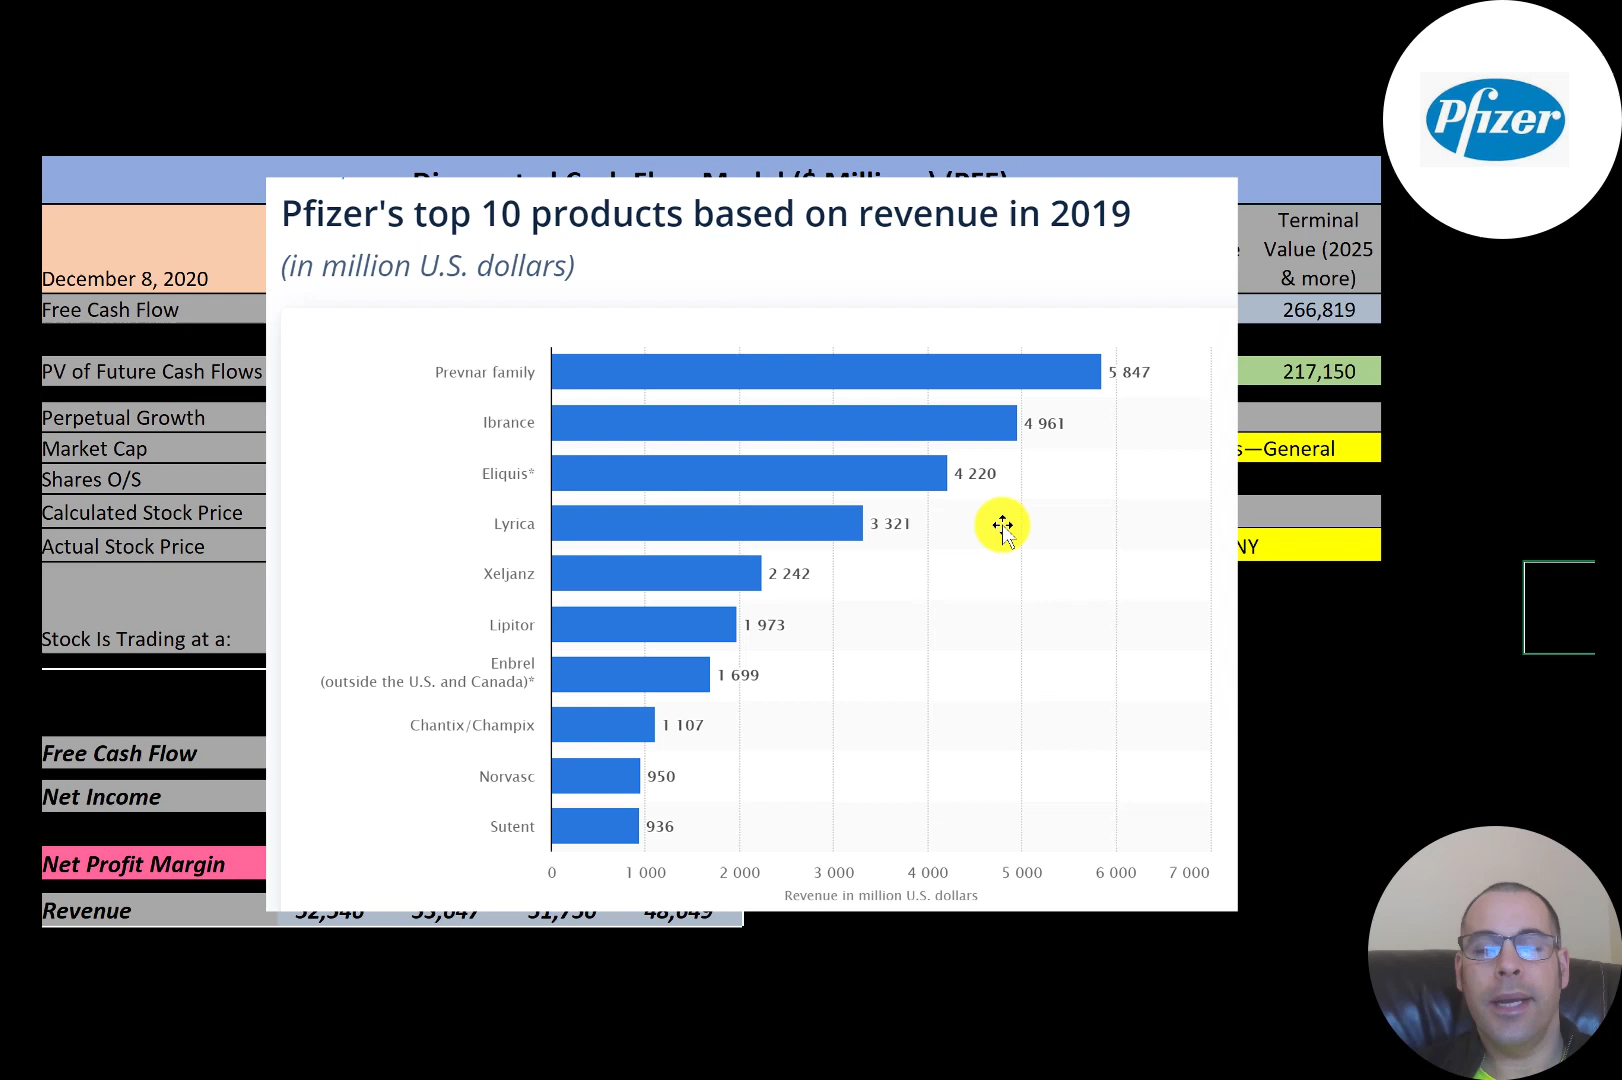 Pfizer
Pfizer's top 10 products based on revenue in 2019
(in million U.S. dollars)
Terminal
Value (2025
& more)
December 8, 2020
Free Cash Flow
266,819
PV of Future Cash Flows
217,150
Perpetual Growth
Market Cap
s—General
Shares O/S
Calculated Stock Price
Actual Stock Price
NY
Stock Is Trading at a:
Free Cash Flow
Net Income
Net Profit Margin
Revenue
Prevnar family 5 847
Ibrance 4 961
Eliquis* 4 220
Lyrica 3 321
Xeljanz 2 242
Lipitor 1 973
Enbrel
(outside the U.S. and Canada)* 1 699
Chantix/Champix 1 107
Norvasc 950
Sutent 936
0 1 000 2 000 3 000 4 000 5 000 6 000 7 000
Revenue in million U.S. dollars